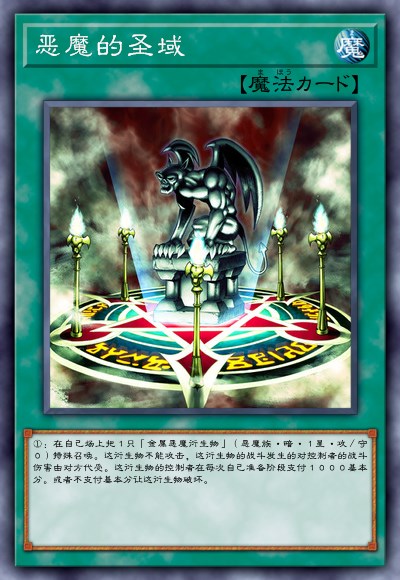 恶魔的圣域
魔
【魔法カード】
まほう
①：在自己场上把1只「金属恶魔衍生物」（恶魔族·暗·1星·攻／守
0）特殊召唤。这衍生物不能攻击，这衍生物的战斗发生的对控制者的战斗
伤害由对方代受。这衍生物的控制者在每次自己准备阶段支付1000基本
分。或者不支付基本分让这衍生物破坏。